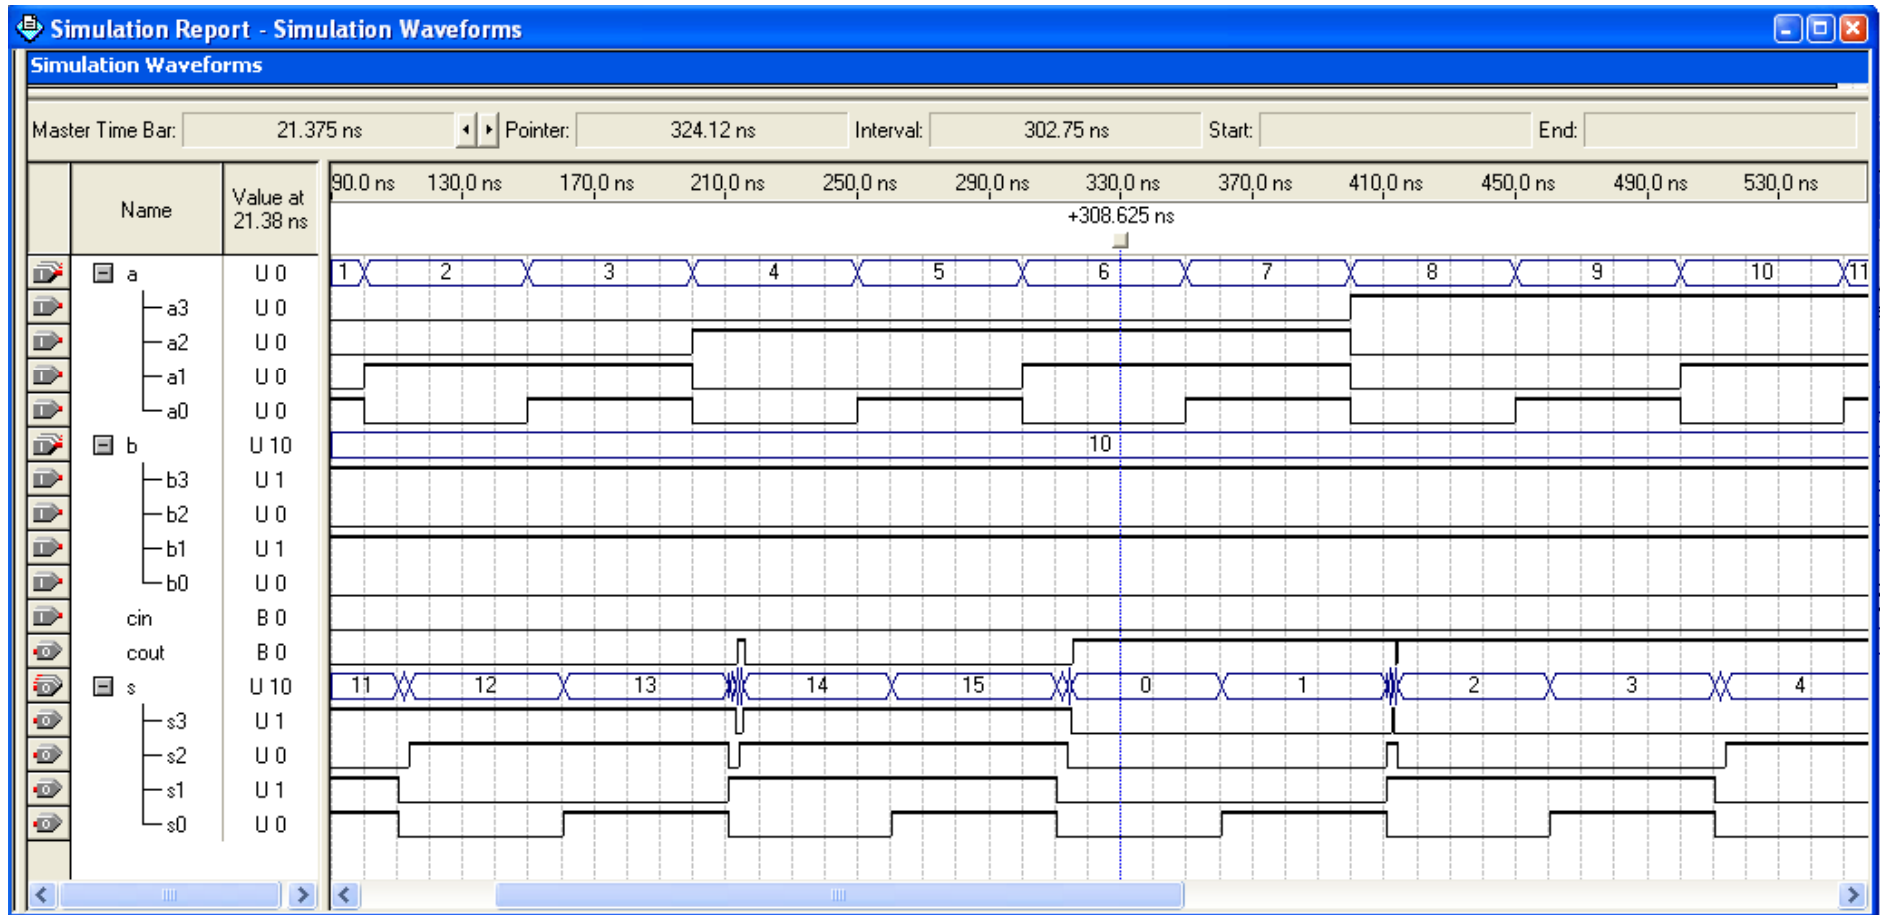 Simulation Report - Simulation Waveforms
Simulation Waveforms
Master Time Bar: 21.375 ns Pointer: 324.12 ns Interval: 302.75 ns Start: End:
Name Value at 21.38 ns
90.0 ns 130.0 ns 170.0 ns 210.0 ns 250.0 ns 290.0 ns 330.0 ns 370.0 ns 410.0 ns 450.0 ns 490.0 ns 530.0 ns
+308.625 ns
a U 0 1 2 3 4 5 6 7 8 9 10 11
a3 U 0
a2 U 0
a1 U 0
a0 U 0
b U 10 10
b3 U 1
b2 U 0
b1 U 1
b0 U 0
cin B 0
cout B 0
s U 10 11 12 13 14 15 0 1 2 3 4
s3 U 1
s2 U 0
s1 U 1
s0 U 0